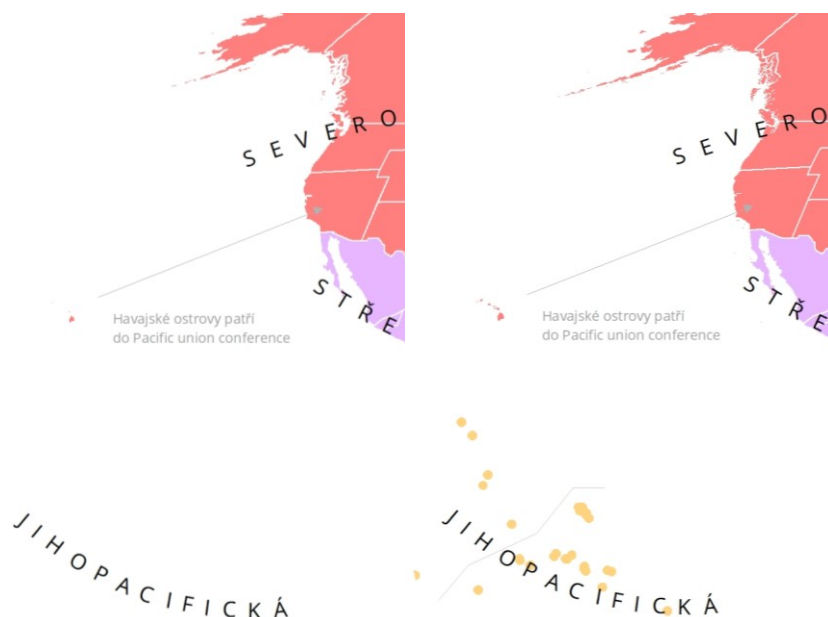 SEVERO
STŘE
Havajské ostrovy patří
do Pacific union conference
JIHOPACIFICKÁ
SEVERO
STŘE
Havajské ostrovy patří
do Pacific union conference
JIHOPACIFICKÁ